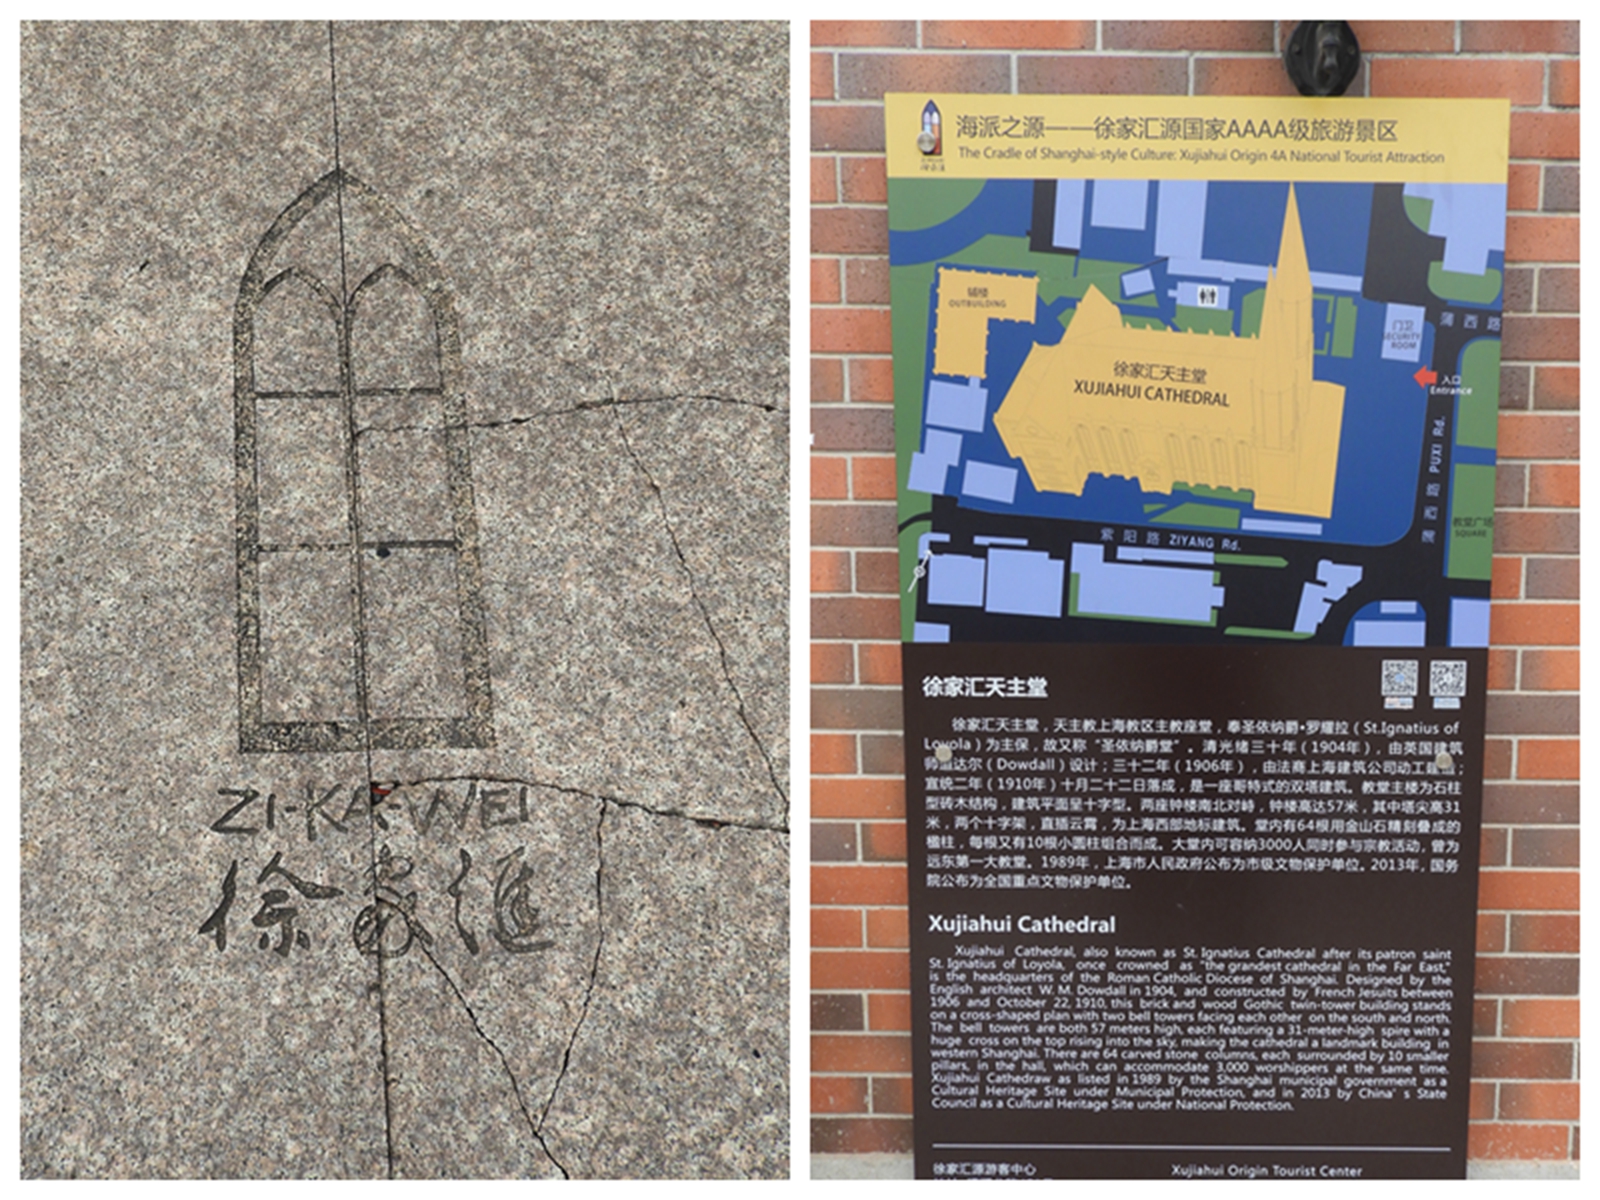 ZI-KA-WEI
徐家滙
海派之源——徐家汇源国家AAAA级旅游景区
The Cradle of Shanghai-style Culture: Xujiahui Origin 4A National Tourist Attraction
辅楼
OUTBUILDING
门卫
SECURITY
ROOM
蒲西路
徐家汇天主堂
XUJIAHUI CATHEDRAL
入口
Entrance
蒲西路 PUXI Rd.
教堂广场
SQUARE
紫阳路 ZIYANG Rd.
徐家汇天主堂
徐家汇天主堂，天主教上海教区主教座堂，奉圣依纳爵·罗耀拉（St.Ignatius of
Loyola）为主保，故又称“圣依纳爵堂”。清光绪三十年（1904年），由英国建筑
师道达尔（Dowdall）设计；三十二年（1906年），由法商上海建筑公司动工建造；
宣统二年（1910年）十月二十二日落成，是一座哥特式的双塔建筑。教堂主楼为石柱
型砖木结构，建筑平面呈十字型。两座钟楼南北对峙，钟楼高达57米，其中塔尖高31
米，两个十字架，直插云霄，为上海西部地标建筑。堂内有64根用金山石精刻叠成的
楹柱，每根又有10根小圆柱组合而成。大堂内可容纳3000人同时参与宗教活动，曾为
远东第一大教堂。1989年，上海市人民政府公布为市级文物保护单位。2013年，国务
院公布为全国重点文物保护单位。
Xujiahui Cathedral
Xujiahui Cathedral, also known as St. Ignatius Cathedral after its patron saint
St. Ignatius of Loyola, once crowned as "the grandest cathedral in the Far East,"
is the headquarters of the Roman Catholic Diocese of Shanghai. Designed by the
English architect W. M. Dowdall in 1904, and constructed by French Jesuits between
1906 and October 22, 1910, this brick and wood Gothic twin-tower building stands
on a cross-shaped plan with two bell towers facing each other on the south and north.
The bell towers are both 57 meters high, each featuring a 31-meter-high spire with a
huge cross on the top rising into the sky, making the cathedral a landmark building in
western Shanghai. There are 64 carved stone columns, each surrounded by 10 smaller
pillars, in the hall, which can accommodate 3,000 worshippers at the same time.
Xujiahui Cathedraw as listed in 1989 by the Shanghai municipal government as a
Cultural Heritage Site under Municipal Protection, and in 2013 by China' s State
Council as a Cultural Heritage Site under National Protection.
徐家汇源游客中心
Xujiahui Origin Tourist Center